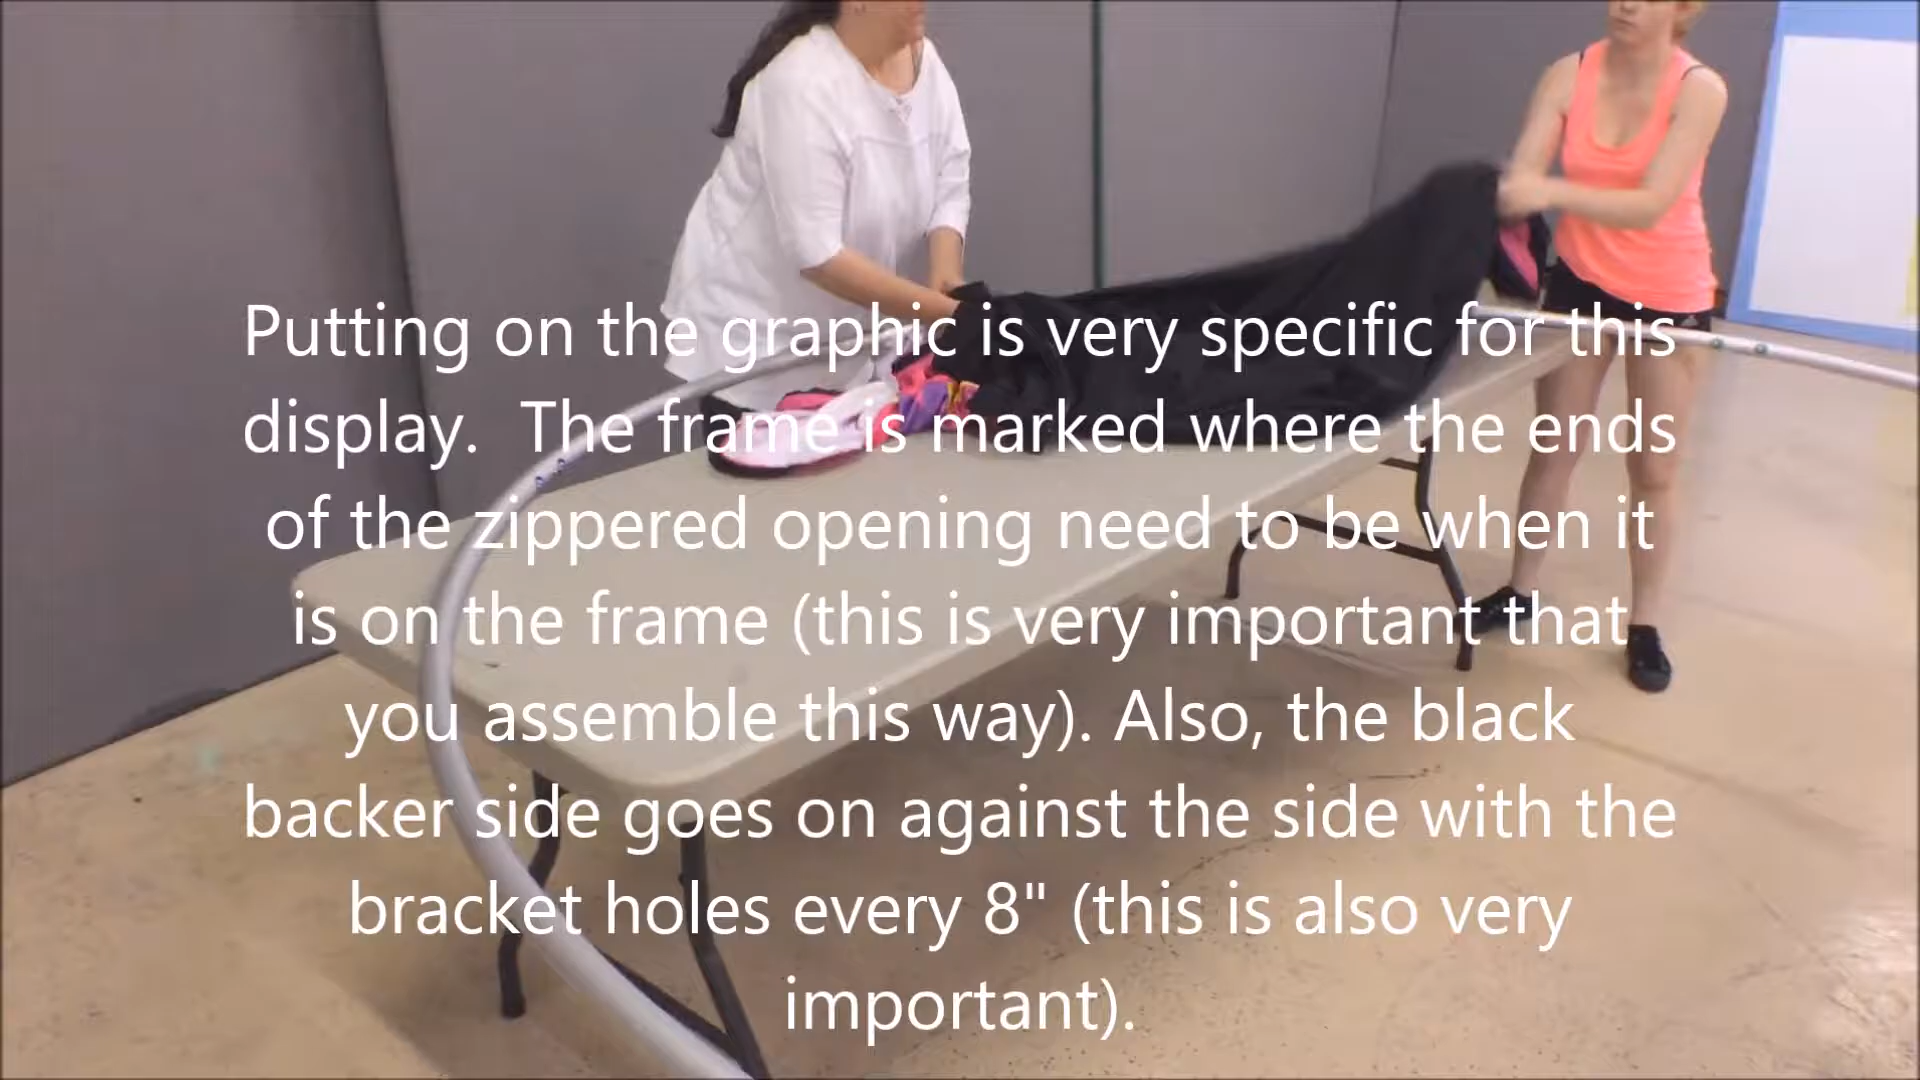 Putting on the graphic is very specific for this
display.  The frame is marked where the ends
of the zippered opening need to be when it
is on the frame (this is very important that
you assemble this way). Also, the black
backer side goes on against the side with the
bracket holes every 8" (this is also very
important).